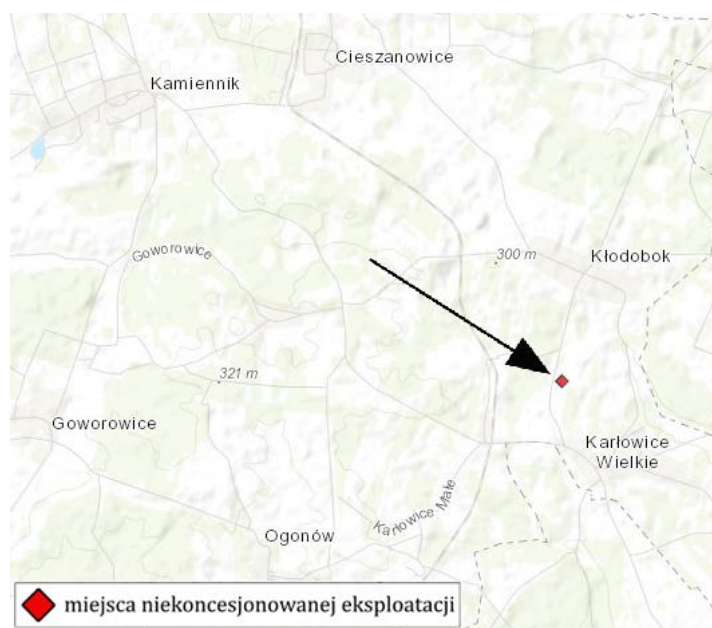 Cieszanowice
Kamiennik
Goworowice
300 m
Kłodobok
321 m
Goworowice
Karłowice
Wielkie
Karłowice Małe
Ogonów
miejsca niekoncesjonowanej eksploatacji